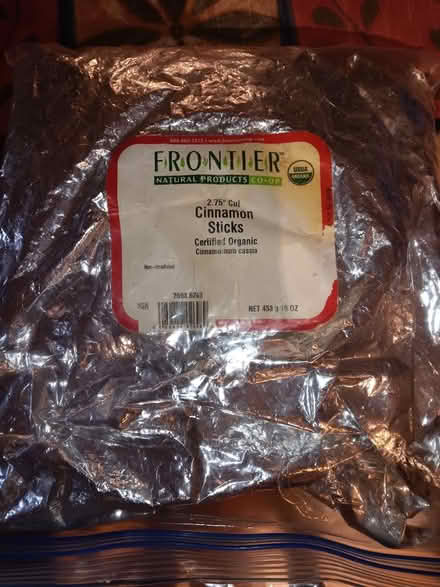 FRONTIER™
USDA
ORGANIC
NATURAL PRODUCTS CO-OP
2.75" Cut
Cinnamon
Sticks
Certified Organic
Cinnamomum cassia
Non-irradiated
NET 453 g 16 OZ